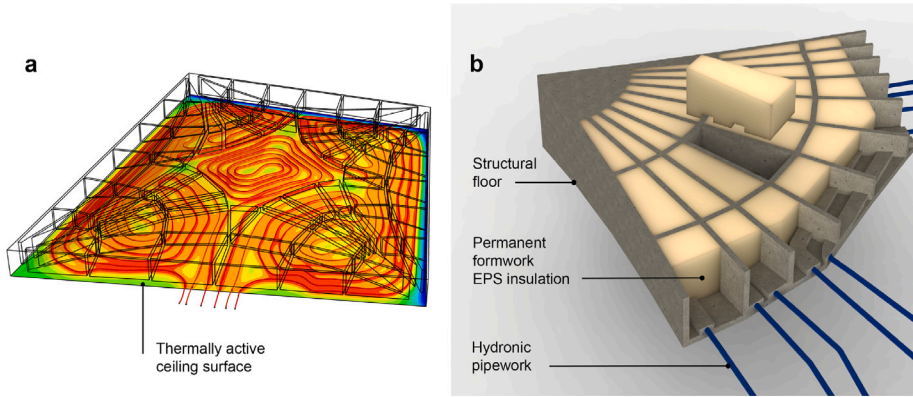 a
Thermally active
ceiling surface
b
Structural
floor
Permanent
formwork
EPS insulation
Hydronic
pipework